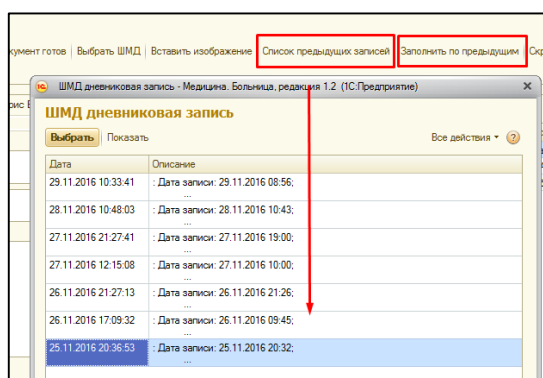 кумент готов Выбрать ШМД Вставить изображение Список предыдущих записей Заполнить по предыдущим Скр
рис Е
ШМД дневниковая запись - Медицина. Больница, редакция 1.2 (1С:Предприятие)
ШМД дневниковая запись
Выбрать Показать Все действия
Дата Описание
29.11.2016 10:33:41 : Дата записи: 29.11.2016 08:56;
...
28.11.2016 10:48:03 : Дата записи: 28.11.2016 10:43;
...
27.11.2016 21:27:41 : Дата записи: 27.11.2016 19:00;
...
27.11.2016 12:15:08 : Дата записи: 27.11.2016 10:00;
...
26.11.2016 21:27:13 : Дата записи: 26.11.2016 21:26;
...
26.11.2016 17:09:32 : Дата записи: 26.11.2016 09:45;
...
25.11.2016 20:36:53 : Дата записи: 25.11.2016 20:32;
...